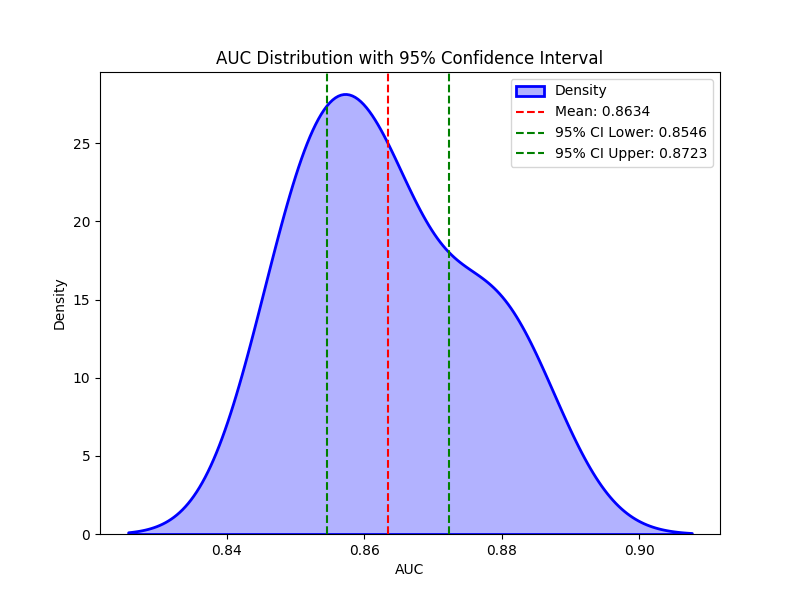 AUC Distribution with 95% Confidence Interval
Density
Mean: 0.8634
95% CI Lower: 0.8546
95% CI Upper: 0.8723
25
20
15
10
5
0
Density
0.84
0.86
0.88
0.90
AUC